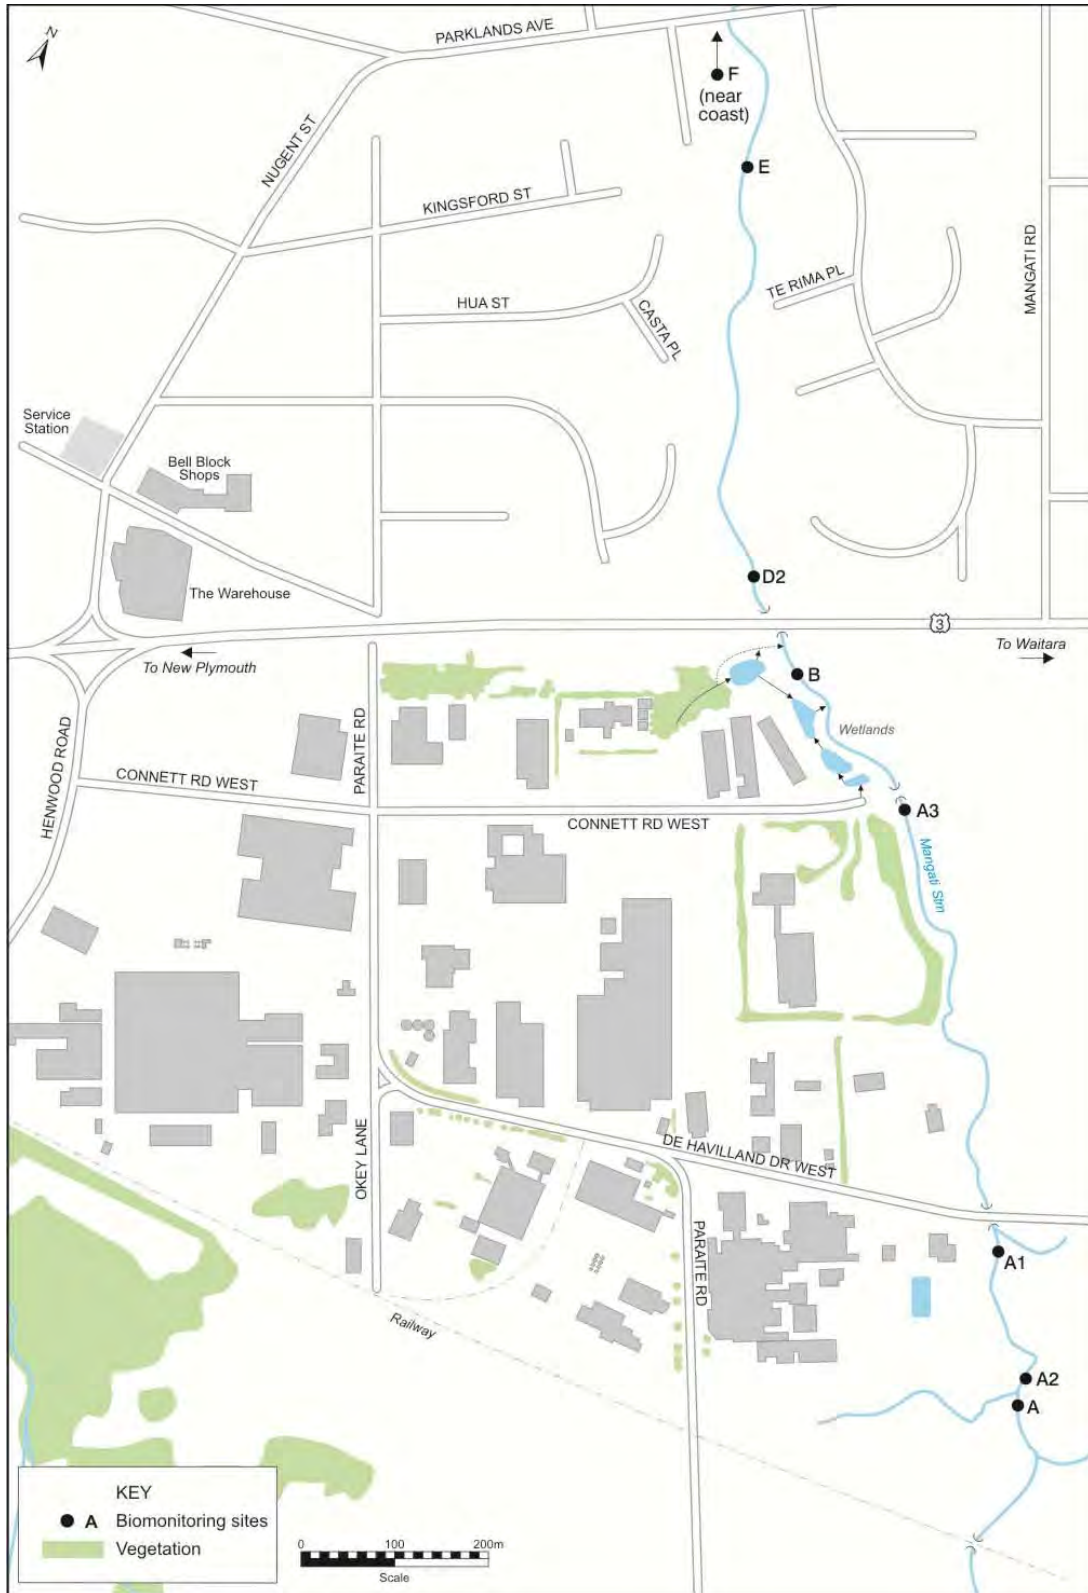 N
PARKLANDS AVE
F
(near
coast)
NUGENT ST
E
KINGSFORD ST
MANGATI RD
TE RIMA PL
HUA ST
CASTA PL
Service
Station
Bell Block
Shops
D2
The Warehouse
3
To New Plymouth
To Waitara
B
Wetlands
HENWOOD ROAD
PARAITE RD
CONNETT RD WEST
CONNETT RD WEST
A3
Mangati Strm
OKEY LANE
DE HAVILLAND DR WEST
PARAITE RD
A1
Railway
A2
A
KEY
A Biomonitoring sites
Vegetation
0 100 200m
Scale